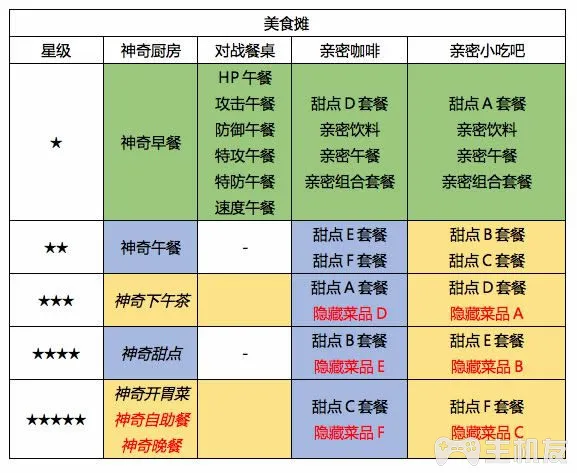 美食摊
星级 神奇厨房 对战餐桌 亲密咖啡 亲密小吃吧
★ 神奇早餐 HP 午餐 攻击午餐 防御午餐 特攻午餐 特防午餐 速度午餐 甜点 D 套餐 亲密饮料 亲密午餐 亲密组合套餐 甜点 A 套餐 亲密饮料 亲密午餐 亲密组合套餐
★★ 神奇午餐 - 甜点 E 套餐 甜点 F 套餐 甜点 B 套餐 甜点 C 套餐
★★★ 神奇下午茶 甜点 A 套餐 隐藏菜品 D 甜点 D 套餐 隐藏菜品 A
★★★★ 神奇甜点 - 甜点 B 套餐 隐藏菜品 E 甜点 E 套餐 隐藏菜品 B
★★★★★ 神奇开胃菜 神奇自助餐 神奇晚餐 甜点 C 套餐 隐藏菜品 F 甜点 F 套餐 隐藏菜品 C
主机友